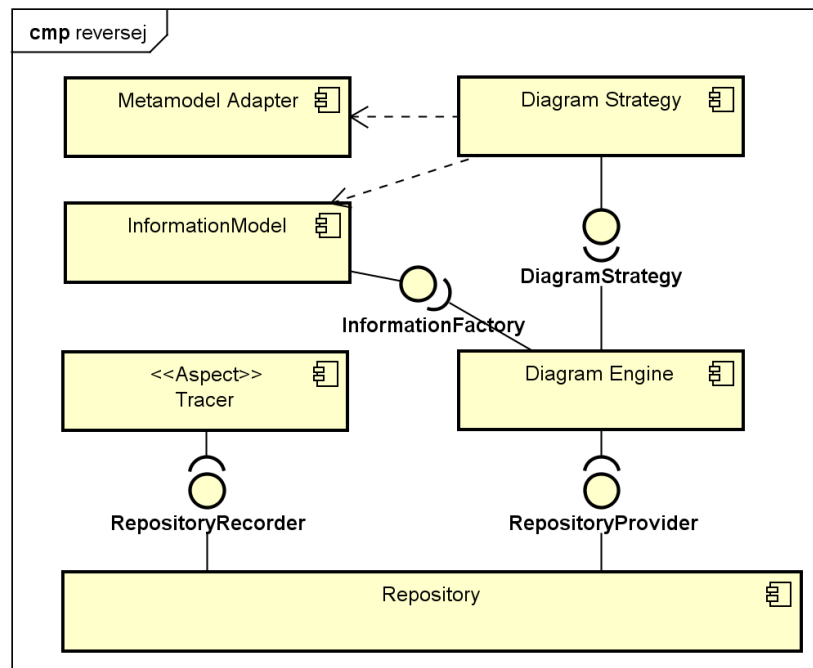 cmp reversej
Metamodel Adapter
Diagram Strategy
InformationModel
DiagramStrategy
InformationFactory
<<Aspect>>
Tracer
Diagram Engine
RepositoryRecorder
RepositoryProvider
Repository